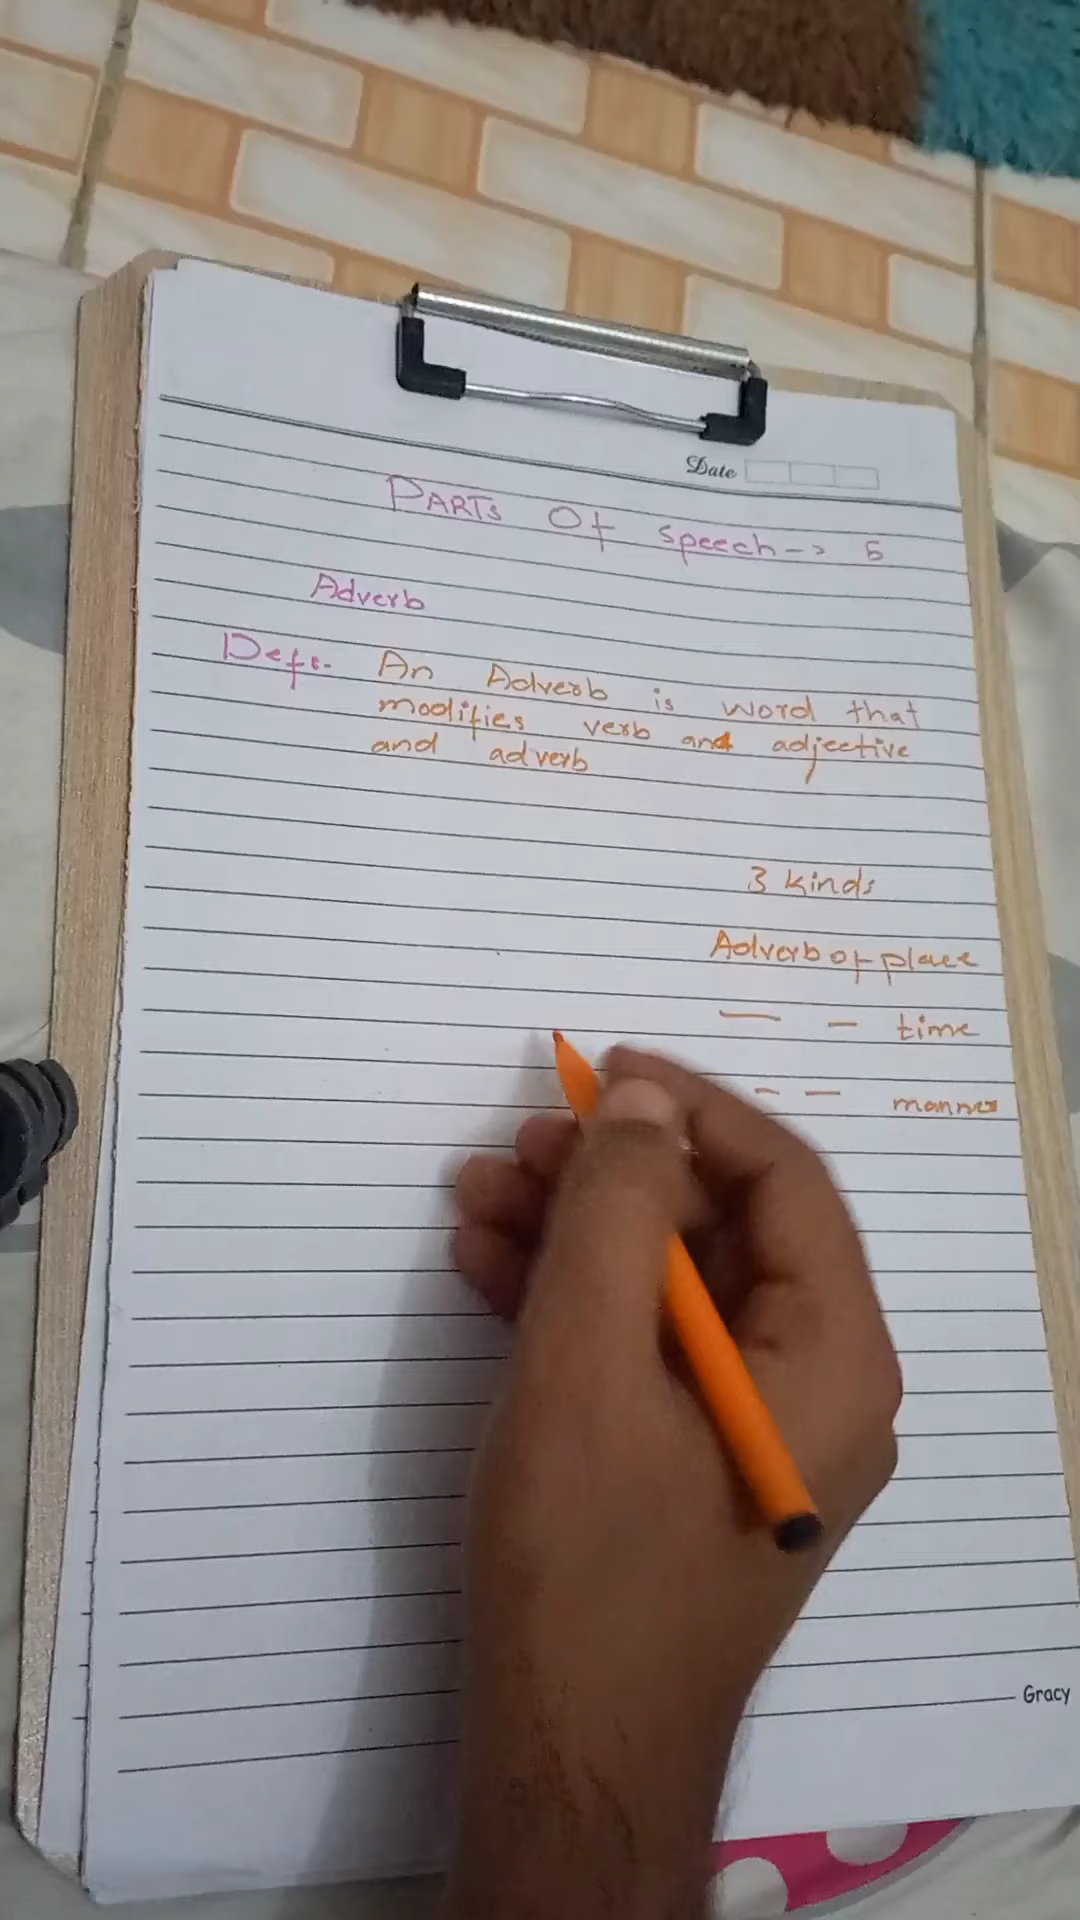 Date
PARTS Of speech -> 5
Adverb
Def:- An Adverb is word that
modifies verb and adjective
and adverb
3 kinds
Adverb of place
— — time
— — manner
Gracy